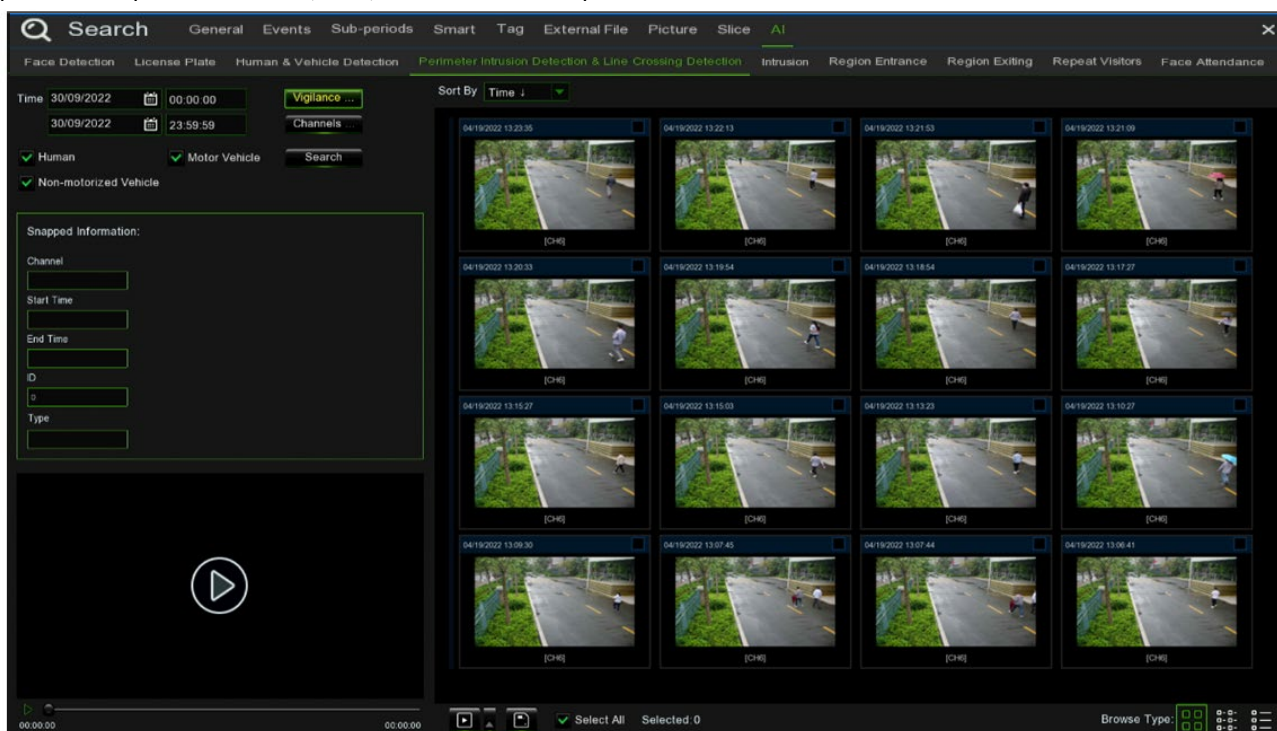 Search General Events Sub-periods Smart Tag External File Picture Slice AI
Face Detection License Plate Human & Vehicle Detection Perimeter Intrusion Detection & Line Crossing Detection Intrusion Region Entrance Region Exiting Repeat Visitors Face Attendance
Time 30/09/2022 00:00:00 Vigilance ...
30/09/2022 23:59:59 Channels ...
Human Motor Vehicle Search
Non-motorized Vehicle
Snapped Information:
Channel
Start Time
End Time
ID
0
Type
00:00:00 00:00:00
Sort By Time ↓
04/19/2022 13:23:35 04/19/2022 13:22:13 04/19/2022 13:21:53 04/19/2022 13:21:09
[CH6] [CH6] [CH6] [CH6]
04/19/2022 13:20:33 04/19/2022 13:19:54 04/19/2022 13:18:54 04/19/2022 13:17:27
[CH6] [CH6] [CH6] [CH6]
04/19/2022 13:15:27 04/19/2022 13:15:03 04/19/2022 13:13:23 04/19/2022 13:10:27
[CH6] [CH6] [CH6] [CH6]
04/19/2022 13:09:30 04/19/2022 13:07:45 04/19/2022 13:07:44 04/19/2022 13:06:41
[CH6] [CH6] [CH6] [CH6]
Select All Selected:0 Browse Type: